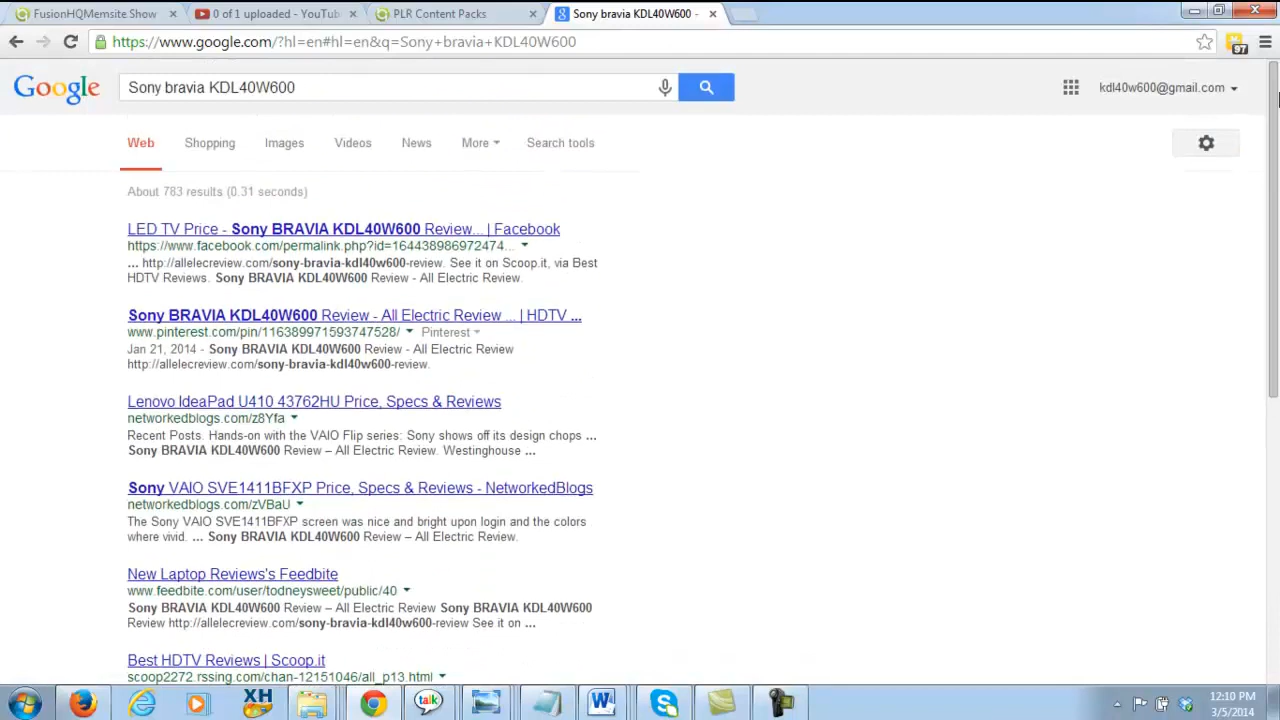 FusionHQMemsite.Show
0 of 1 uploaded - YouTub
PLR Content Packs
Sony bravia KDL40W600 -
https://www.google.com/?hl=en#hl=en&q=Sony+bravia+KDL40W600
97
Google
Sony bravia KDL40W600
kdl40w600@gmail.com
Web Shopping Images Videos News More Search tools
About 783 results (0.31 seconds)
LED TV Price - Sony BRAVIA KDL40W600 Review... | Facebook
https://www.facebook.com/permalink.php?id=164438986972474...
... http://allelecreview.com/sony-bravia-kdl40w600-review. See it on Scoop.it, via Best
HDTV Reviews. Sony BRAVIA KDL40W600 Review - All Electric Review.
Sony BRAVIA KDL40W600 Review - All Electric Review ... | HDTV ...
www.pinterest.com/pin/116389971593747528/ Pinterest
Jan 21, 2014 - Sony BRAVIA KDL40W600 Review - All Electric Review
http://allelecreview.com/sony-bravia-kdl40w600-review.
Lenovo IdeaPad U410 43762HU Price, Specs & Reviews
networkedblogs.com/z8Yfa
Recent Posts. Hands-on with the VAIO Flip series: Sony shows off its design chops ...
Sony BRAVIA KDL40W600 Review – All Electric Review. Westinghouse ...
Sony VAIO SVE1411BFXP Price, Specs & Reviews - NetworkedBlogs
networkedblogs.com/zVBaU
The Sony VAIO SVE1411BFXP screen was nice and bright upon login and the colors
where vivid. ... Sony BRAVIA KDL40W600 Review – All Electric Review.
New Laptop Reviews's Feedbite
www.feedbite.com/user/todneysweet/public/40
Sony BRAVIA KDL40W600 Review – All Electric Review Sony BRAVIA KDL40W600
Review http://allelecreview.com/sony-bravia-kdl40w600-review See it on ...
Best HDTV Reviews | Scoop.it
scoop2272.rssing.com/chan-12151046/all_p13.html
XH
talk
12:10 PM
3/5/2014